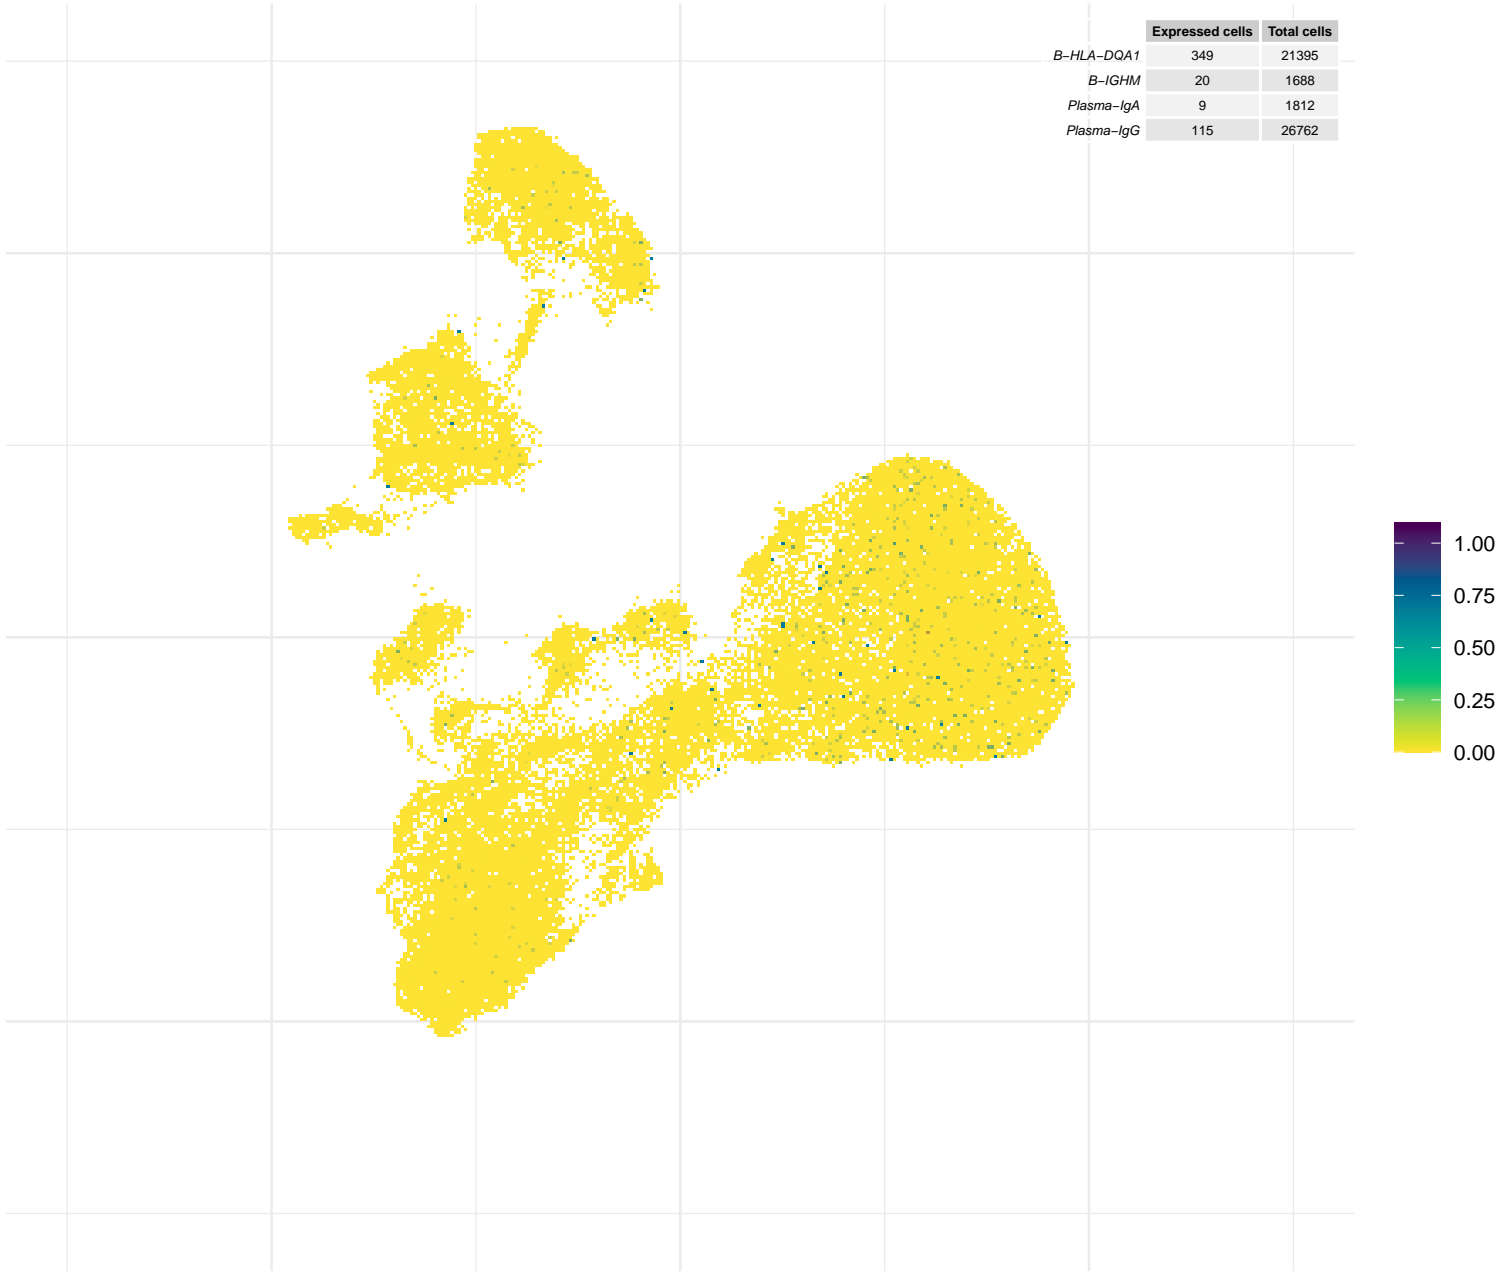 Expressed cells Total cells
B−HLA−DQA1 349 21395
B−IGHM 20 1688
Plasma−IgA 9 1812
Plasma−IgG 115 26762
1.00
0.75
0.50
0.25
0.00